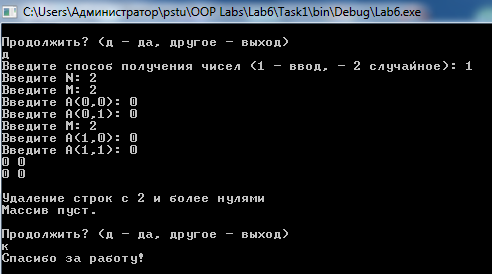 C:\Users\Администратор\pstu\OOP Labs\Lab6\Task1\bin\Debug\Lab6.exe
Продолжить? (д – да, другое – выход)
д
Введите способ получения чисел (1 – ввод, – 2 случайное): 1
Введите N: 2
Введите M: 2
Введите A(0,0): 0
Введите A(0,1): 0
Введите M: 2
Введите A(1,0): 0
Введите A(1,1): 0
0 0
0 0
Удаление строк с 2 и более нулями
Массив пуст.
Продолжить? (д – да, другое – выход)
к
Спасибо за работу!